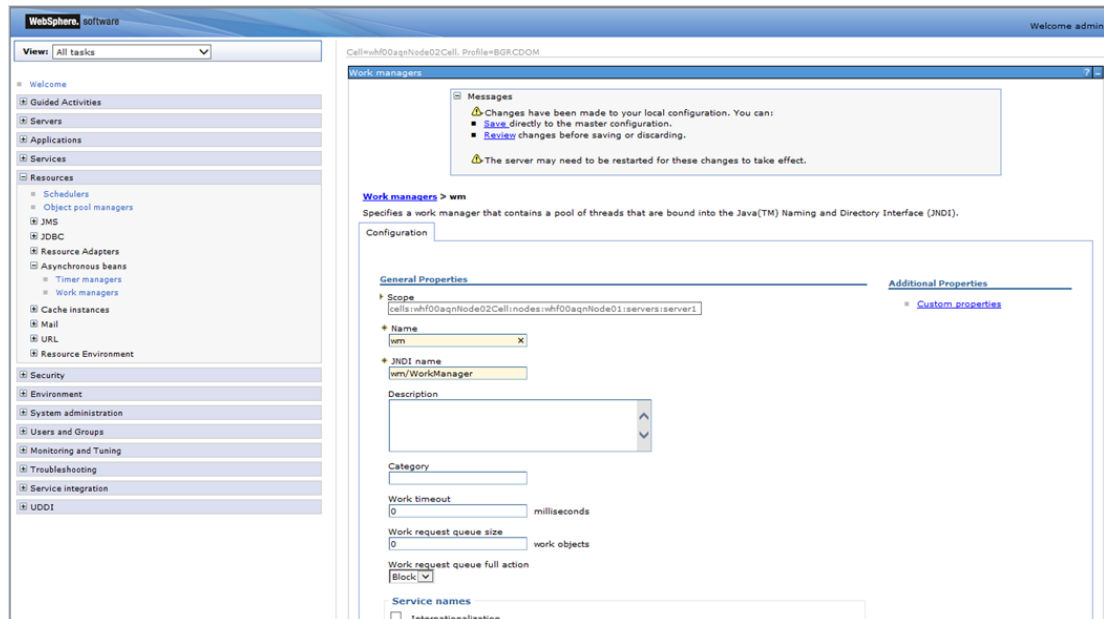 WebSphere. software
Welcome admin
View: All tasks
Cell=whf00aqnNode02Cell, Profile=BGRCDOM
Work managers
? -
Welcome
Guided Activities
Servers
Applications
Services
Resources
Schedulers
Object pool managers
JMS
JDBC
Resource Adapters
Asynchronous beans
Timer managers
Work managers
Cache instances
Mail
URL
Resource Environment
Security
Environment
System administration
Users and Groups
Monitoring and Tuning
Troubleshooting
Service integration
UDDI
Messages
Changes have been made to your local configuration. You can:
Save directly to the master configuration.
Review changes before saving or discarding.
The server may need to be restarted for these changes to take effect.
Work managers > wm
Specifies a work manager that contains a pool of threads that are bound into the Java(TM) Naming and Directory Interface (JNDI).
Configuration
General Properties
Scope
cells:whf00aqnNode02Cell:nodes:whf00aqnNode01:servers:server1
Name
wm
JNDI name
wm/WorkManager
Description
Category
Work timeout
0 milliseconds
Work request queue size
0 work objects
Work request queue full action
Block
Service names
Internationalization
Additional Properties
Custom properties